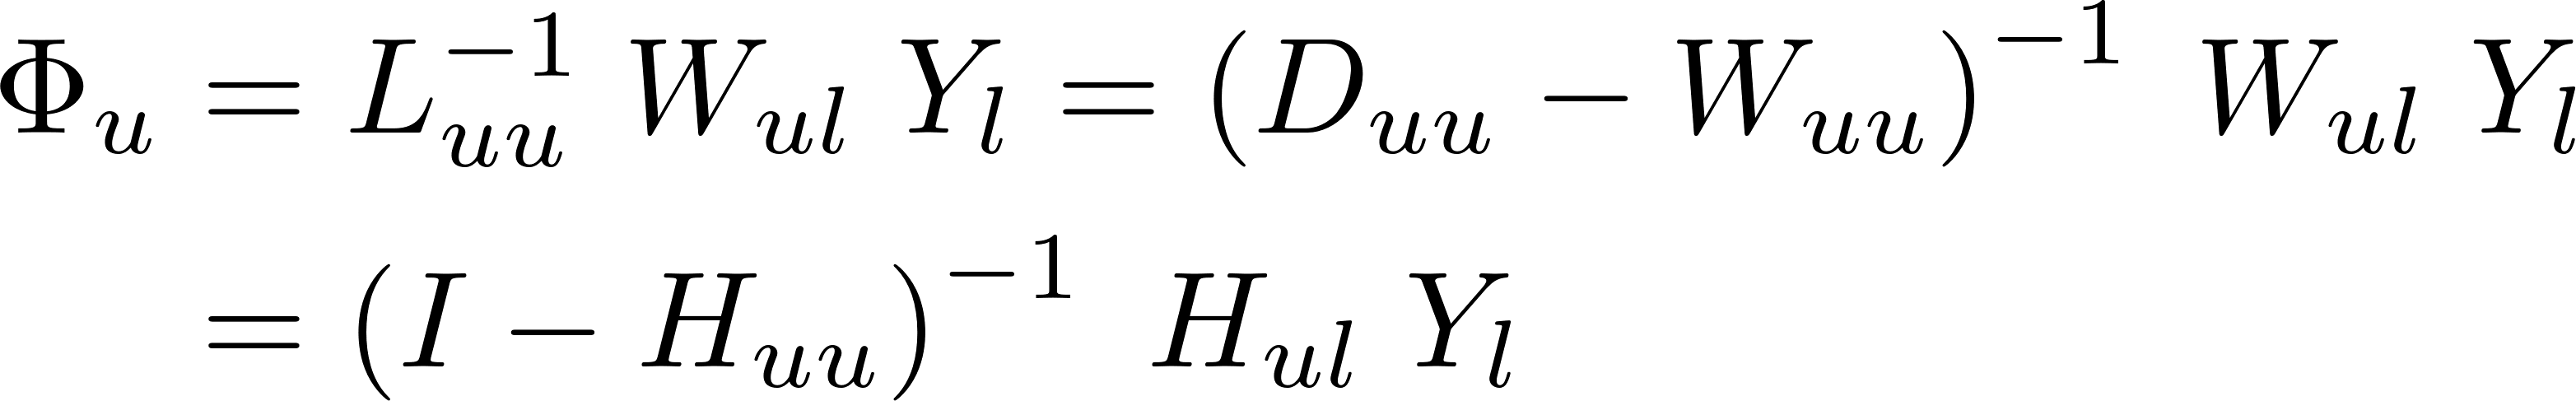 $\Phi_u = L_{uu}^{-1} \, W_{ul} \, Y_l = (D_{uu} - W_{uu})^{-1} \, W_{ul} \, Y_l$
$= (I - H_{uu})^{-1} \, H_{ul} \, Y_l$